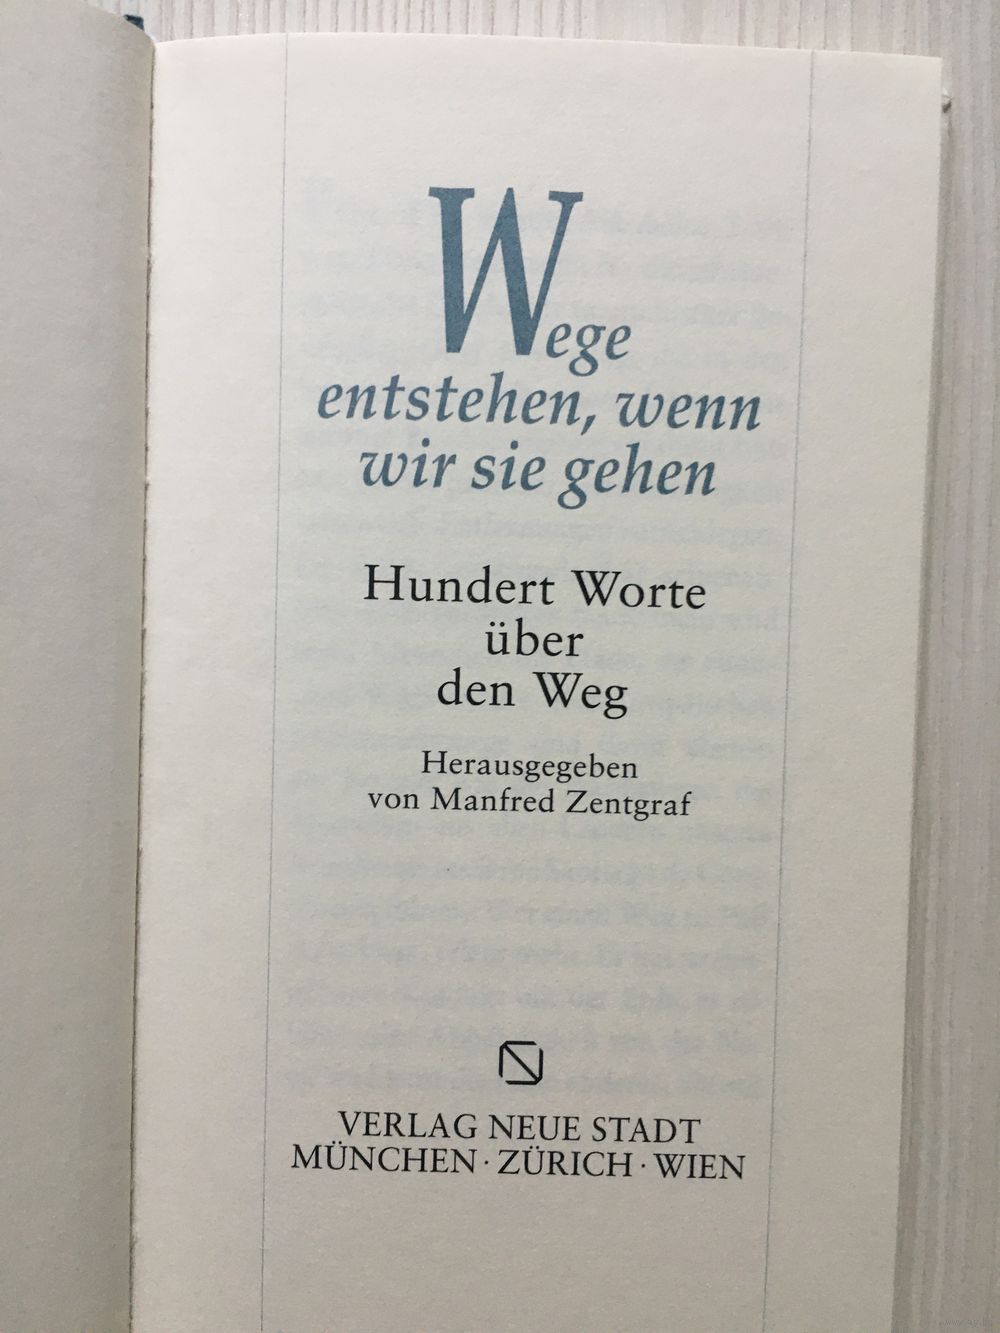 Wege
entstehen, wenn
wir sie gehen
Hundert Worte
über
den Weg
Herausgegeben
von Manfred Zentgraf
VERLAG NEUE STADT
MÜNCHEN · ZÜRICH · WIEN